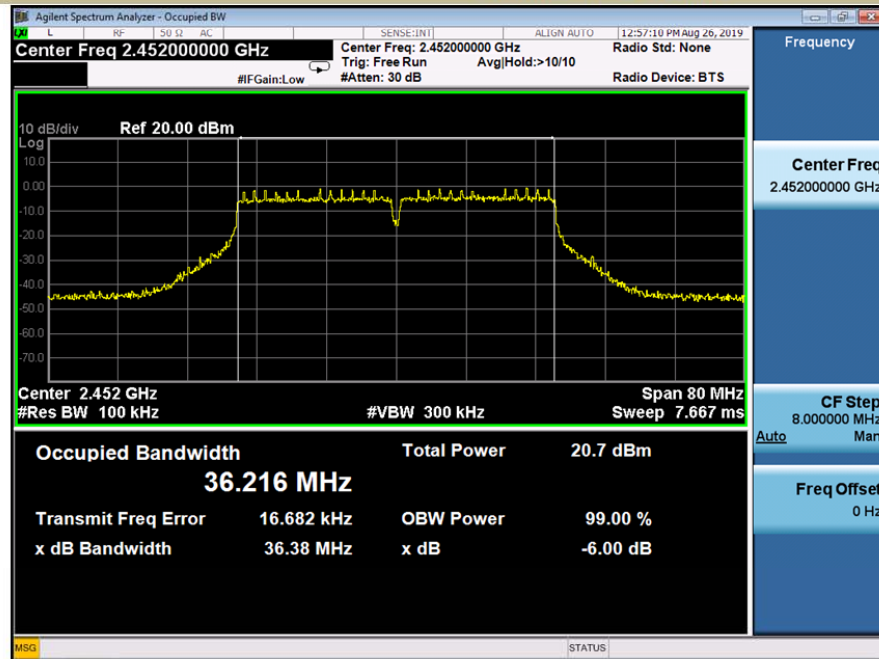 Agilent Spectrum Analyzer - Occupied BW
LXI L RF 50 Ω AC SENSE:INT ALIGN AUTO 12:57:10 PM Aug 26, 2019
Center Freq 2.452000000 GHz
Center Freq: 2.452000000 GHz Radio Std: None
Trig: Free Run Avg|Hold:>10/10
#IFGain:Low #Atten: 30 dB Radio Device: BTS
10 dB/div Ref 20.00 dBm
Log
10.0
0.00
-10.0
-20.0
-30.0
-40.0
-50.0
-60.0
-70.0
Center 2.452 GHz Span 80 MHz
#Res BW 100 kHz #VBW 300 kHz Sweep 7.667 ms
Occupied Bandwidth Total Power 20.7 dBm
36.216 MHz
Transmit Freq Error 16.682 kHz OBW Power 99.00 %
x dB Bandwidth 36.38 MHz x dB -6.00 dB
MSG STATUS
Frequency
Center Freq
2.452000000 GHz
CF Step
8.000000 MHz
Auto Man
Freq Offset
0 Hz